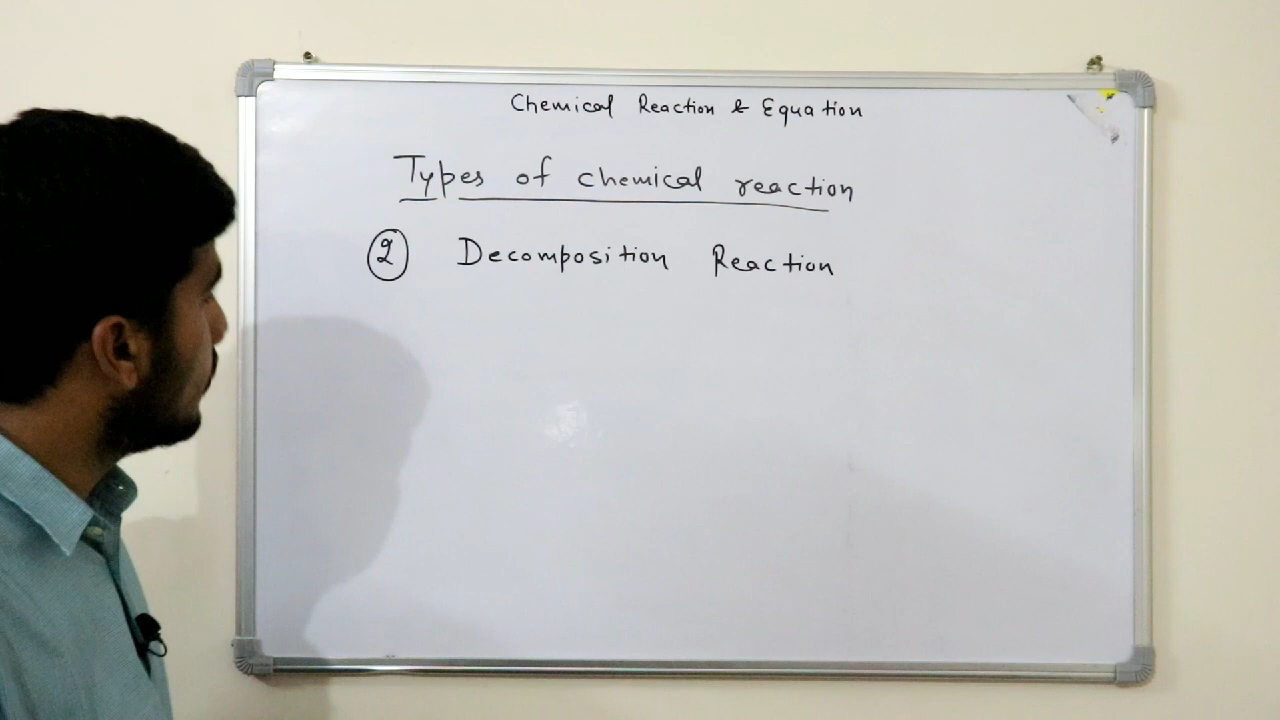 Chemical Reaction & Equation
Types of chemical reaction
2 Decomposition Reaction